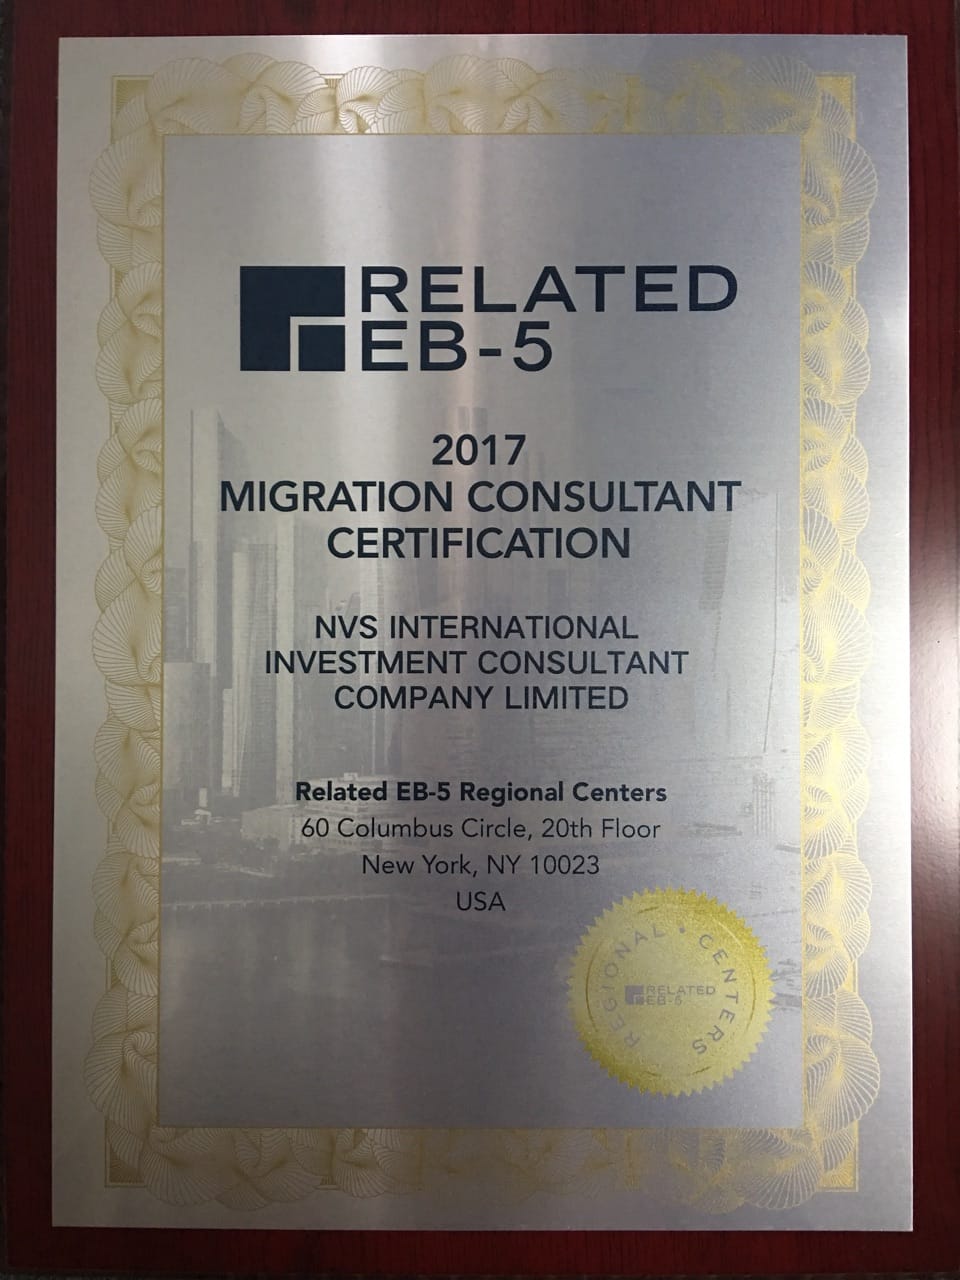 RELATED
EB-5
2017
MIGRATION CONSULTANT
CERTIFICATION
NVS INTERNATIONAL
INVESTMENT CONSULTANT
COMPANY LIMITED
Related EB-5 Regional Centers
60 Columbus Circle, 20th Floor
New York, NY 10023
USA
REGIONAL • CENTERS
RELATED
EB-5